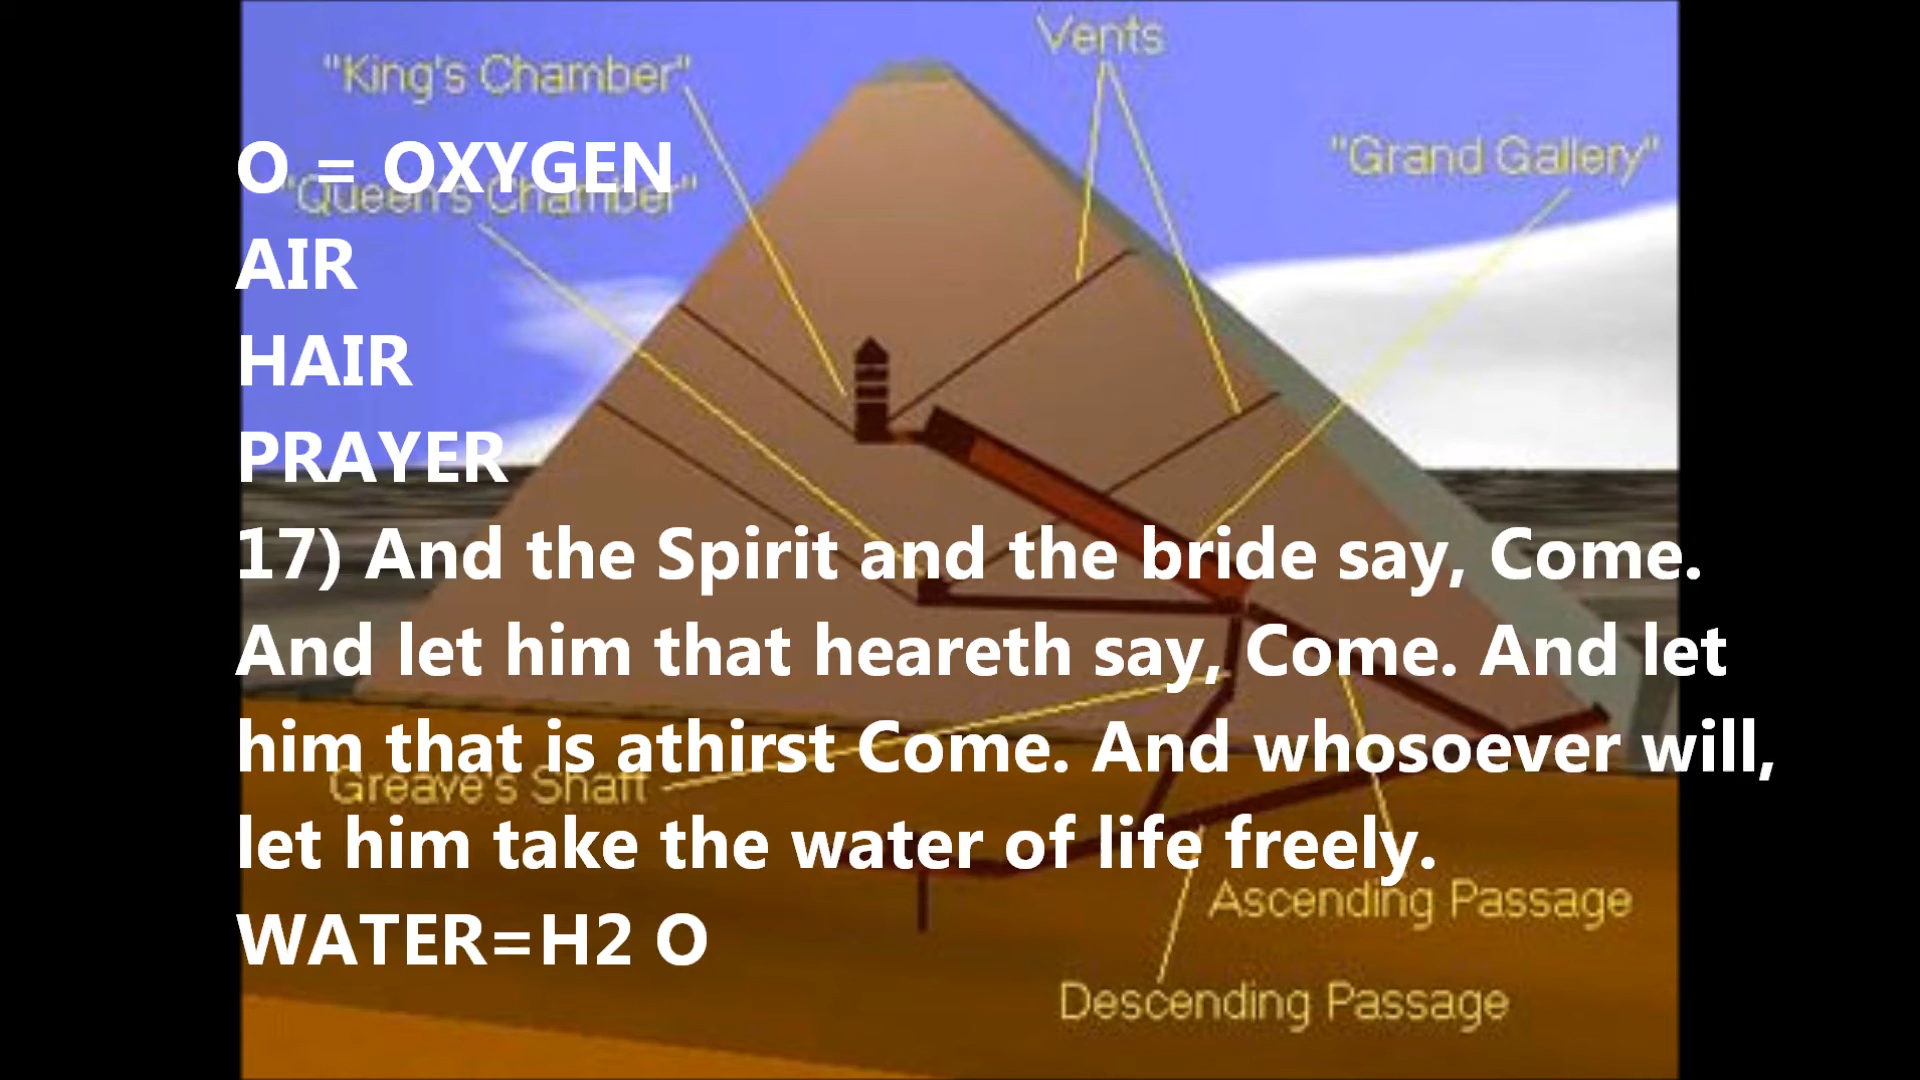 Vents
"King's Chamber"
"Grand Gallery"
O = OXYGEN
"Queen's Chamber"
AIR
HAIR
PRAYER
17) And the Spirit and the bride say, Come.
And let him that heareth say, Come. And let
him that is athirst Come. And whosoever will,
Greave's Shaft
let him take the water of life freely.
Ascending Passage
WATER=H2 O
Descending Passage